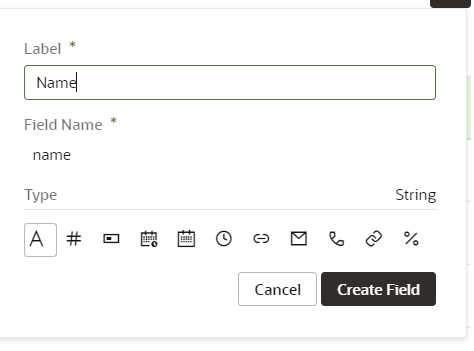 Label *
Name
Field Name *
name
Type String
A # %
Cancel Create Field